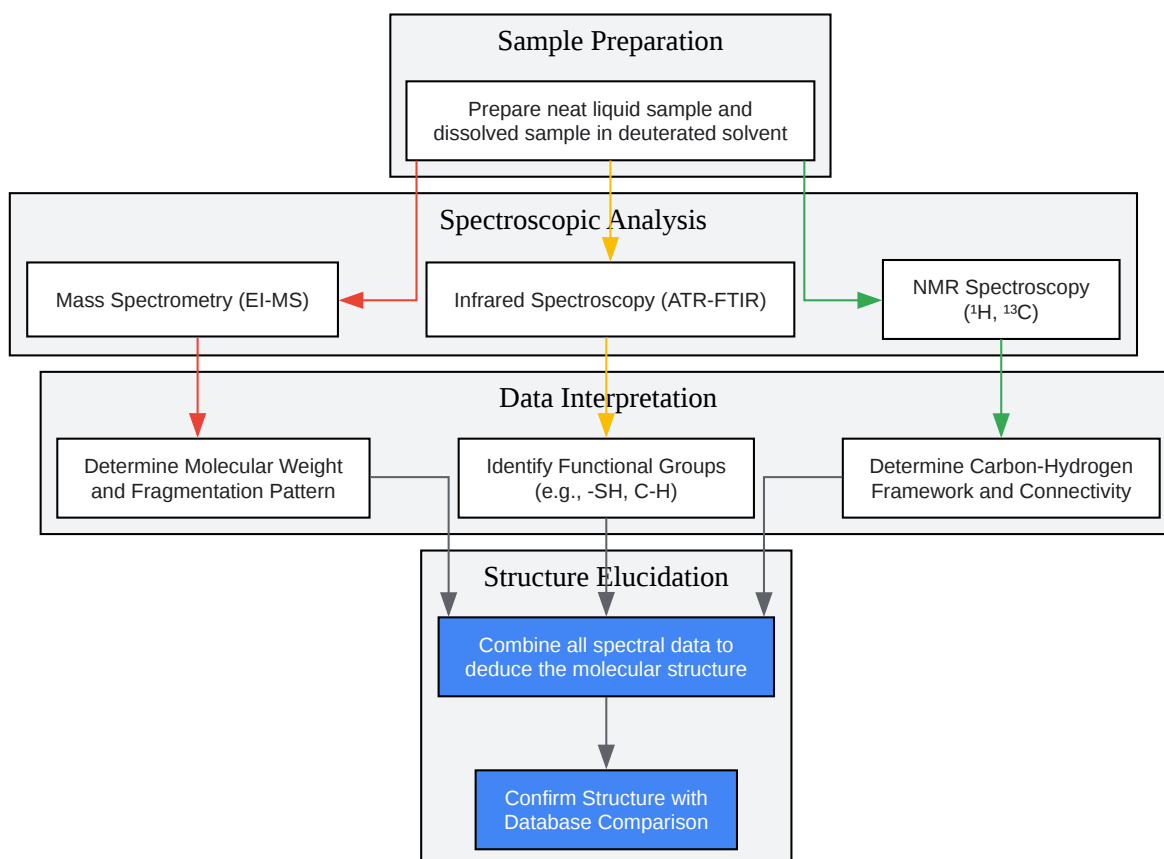 Sample Preparation
Prepare neat liquid sample and
dissolved sample in deuterated solvent
Spectroscopic Analysis
Mass Spectrometry (EI-MS)
Infrared Spectroscopy (ATR-FTIR)
NMR Spectroscopy
(¹H, ¹³C)
Data Interpretation
Determine Molecular Weight
and Fragmentation Pattern
Identify Functional Groups
(e.g., -SH, C-H)
Determine Carbon-Hydrogen
Framework and Connectivity
Structure Elucidation
Combine all spectral data to
deduce the molecular structure
Confirm Structure with
Database Comparison